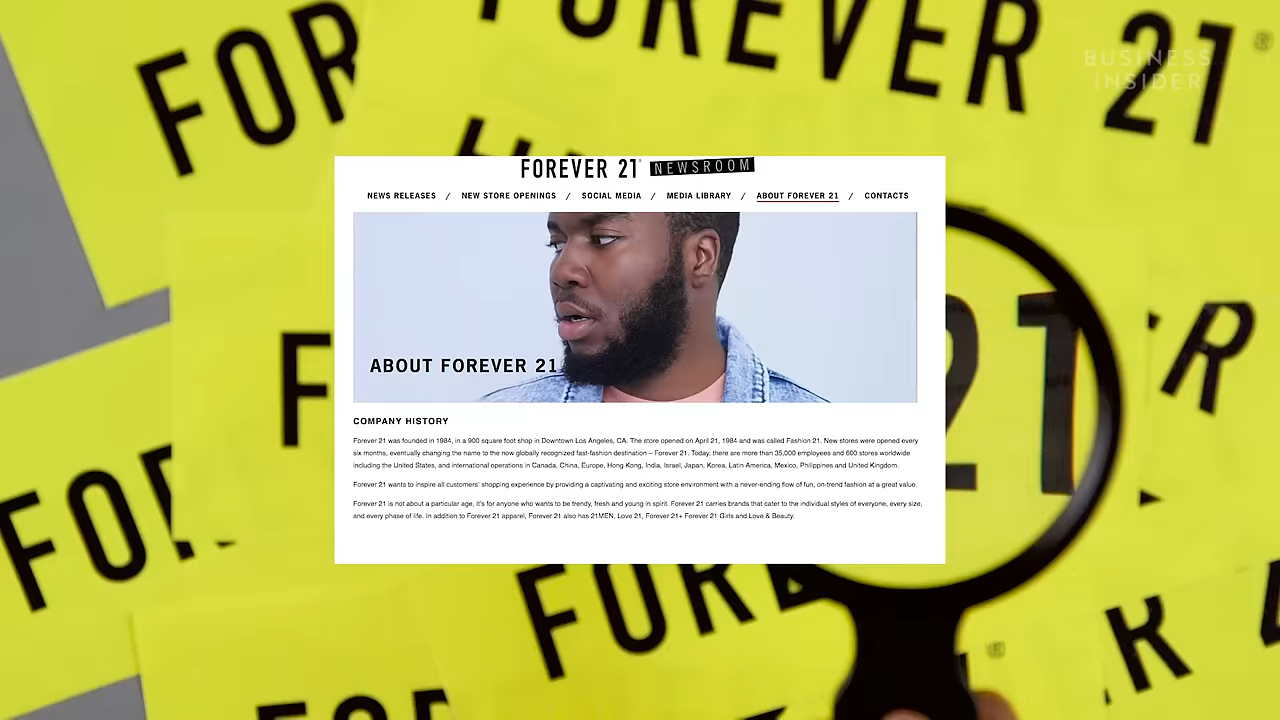 FOR
FOREVER 21®
BUSINESS
INSIDER
FOREVER 21® NEWSROOM
NEWS RELEASES / NEW STORE OPENINGS / SOCIAL MEDIA / MEDIA LIBRARY / ABOUT FOREVER 21 / CONTACTS
ABOUT FOREVER 21
COMPANY HISTORY
Forever 21 was founded in 1984, in a 900 square foot shop in Downtown Los Angeles, CA. The store opened on April 21, 1984 and was called Fashion 21. New stores were opened every
six months, eventually changing the name to the now globally recognized fast-fashion destination – Forever 21. Today, there are more than 35,000 employees and 600 stores worldwide
including the United States, and international operations in Canada, China, Europe, Hong Kong, India, Israel, Japan, Korea, Latin America, Mexico, Philippines and United Kingdom.
Forever 21 wants to inspire all customers' shopping experience by providing a captivating and exciting store environment with a never-ending flow of fun, on-trend fashion at a great value.
Forever 21 is not about a particular age, it's for anyone who wants to be trendy, fresh and young in spirit. Forever 21 carries brands that cater to the individual styles of everyone, every size,
and every phase of life. In addition to Forever 21 apparel, Forever 21 also has 21MEN, Love 21, Forever 21+ Forever 21 Girls and Love & Beauty.
21
R
F
FO
FOR
R
FOR